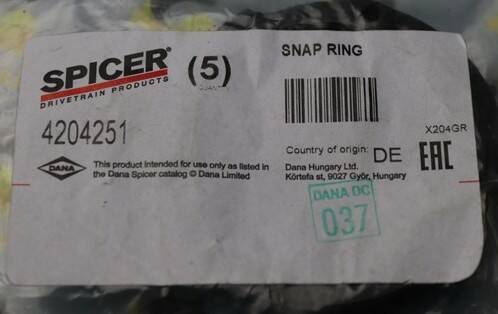 SPICER®
DRIVETRAIN PRODUCTS
(5)
QUANT
SNAP RING
4204251
X204GR
Country of origin: DE
EAC
DANA
This product intended for use only as listed in
the Dana Spicer catalog © Dana Limited
Dana Hungary Ltd.
Körtefa st, 9027 Győr, Hungary
DANA DC
037